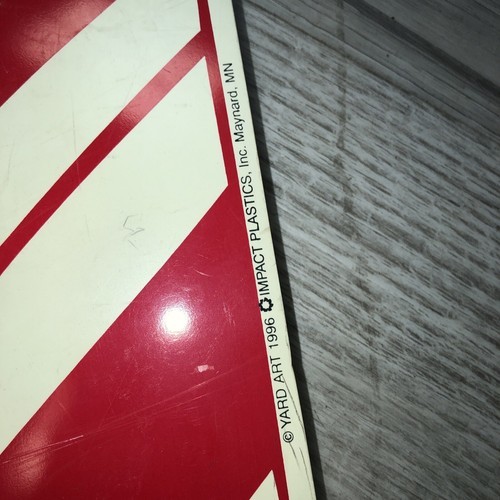 © YARD ART 1996 IMPACT PLASTICS, Inc. Maynard, MN